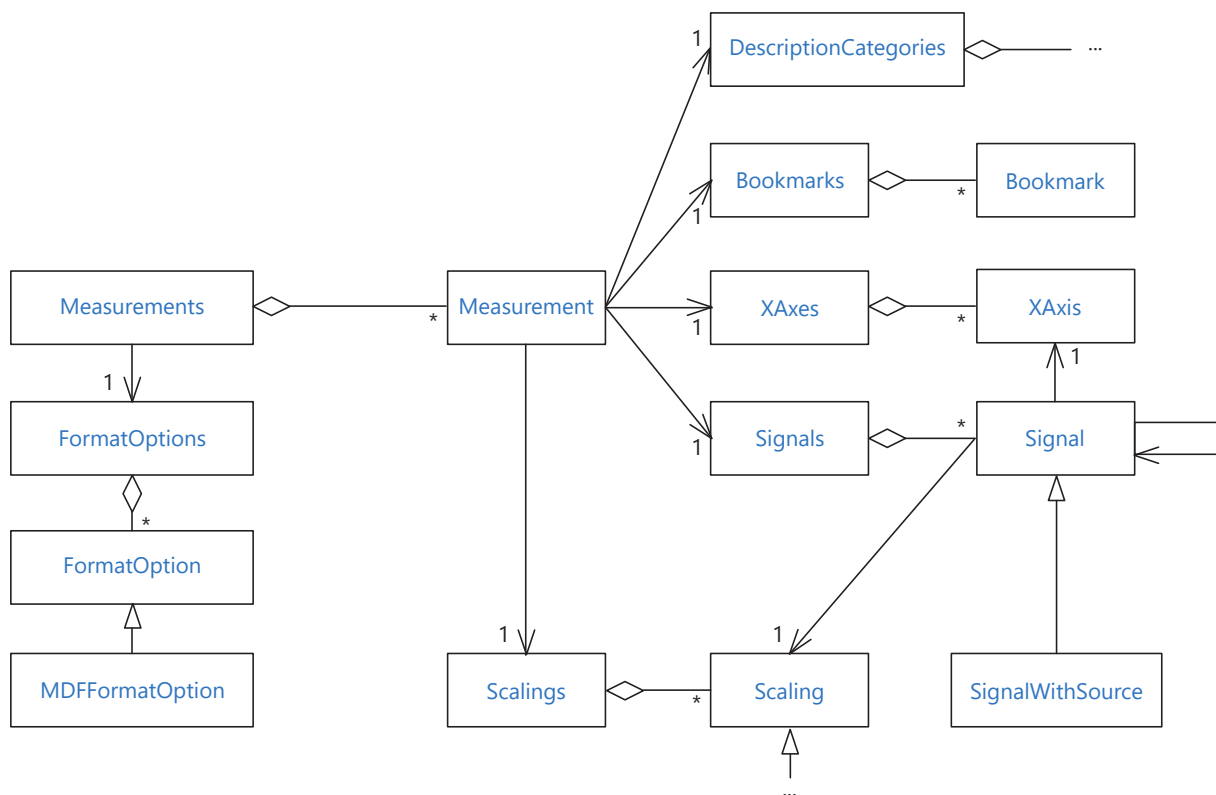 1
DescriptionCategories
...
Bookmarks
1
*
Bookmark
Measurements
*
Measurement
XAxes
1
*
XAxis
1
1
FormatOptions
Signals
1
*
Signal
*
FormatOption
1
1
MDFFormatOption
Scalings
*
Scaling
SignalWithSource
...